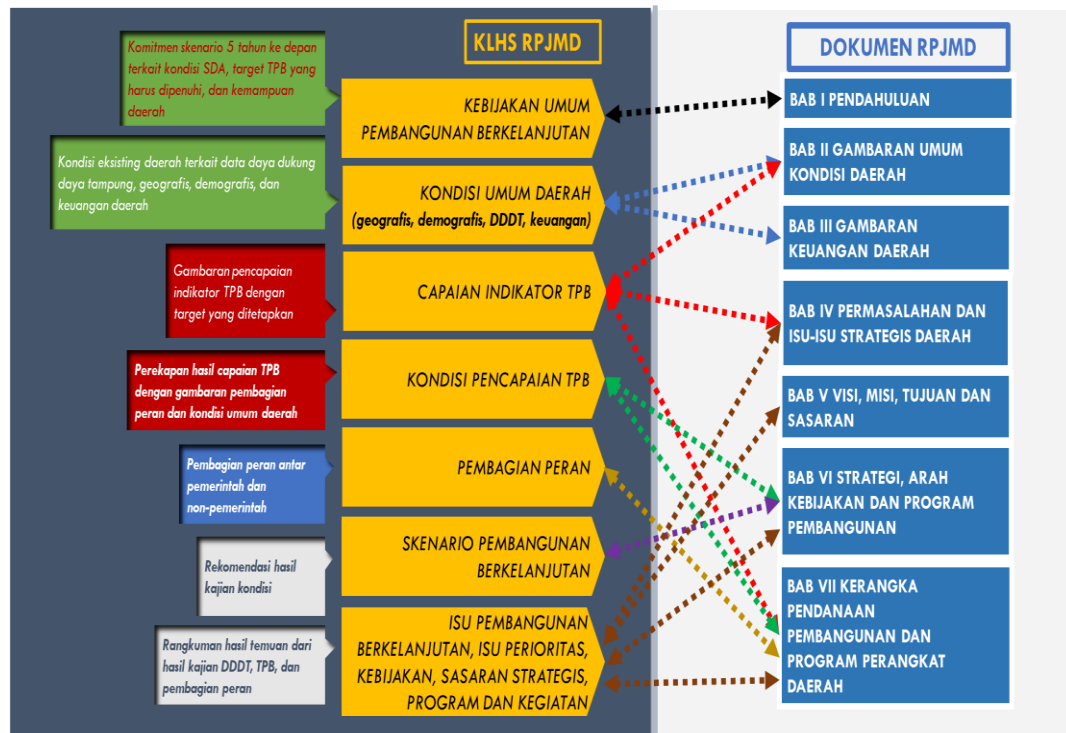 KLHS RPJMD
DOKUMEN RPJMD
Komitmen skenario 5 tahun ke depan
terkait kondisi SDA, target TPB yang
harus dipenuhi, dan kemampuan
daerah
KEBIJAKAN UMUM
PEMBANGUNAN BERKELANJUTAN
BAB I PENDAHULUAN
Kondisi eksisting daerah terkait data daya dukung
daya tampung, geografis, demografis, dan
keuangan daerah
KONDISI UMUM DAERAH
(geografis, demografis, DDDT, keuangan)
BAB II GAMBARAN UMUM
KONDISI DAERAH
BAB III GAMBARAN
KEUANGAN DAERAH
Gambaran pencapaian
indikator TPB dengan
target yang ditetapkan
CAPAIAN INDIKATOR TPB
BAB IV PERMASALAHAN DAN
ISU-ISU STRATEGIS DAERAH
Perekapan hasil capaian TPB
dengan gambaran pembagian
peran dan kondisi umum daerah
KONDISI PENCAPAIAN TPB
BAB V VISI, MISI, TUJUAN DAN
SASARAN
Pembagian peran antar
pemerintah dan
non-pemerintah
PEMBAGIAN PERAN
BAB VI STRATEGI, ARAH
KEBIJAKAN DAN PROGRAM
PEMBANGUNAN
Rekomendasi hasil
kajian kondisi
SKENARIO PEMBANGUNAN
BERKELANJUTAN
Rangkuman hasil temuan dari
hasil kajian DDDT, TPB, dan
pembagian peran
ISU PEMBANGUNAN
BERKELANJUTAN, ISU PERIORITAS,
KEBIJAKAN, SASARAN STRATEGIS,
PROGRAM DAN KEGIATAN
BAB VII KERANGKA
PENDANAAN
PEMBANGUNAN DAN
PROGRAM PERANGKAT
DAERAH